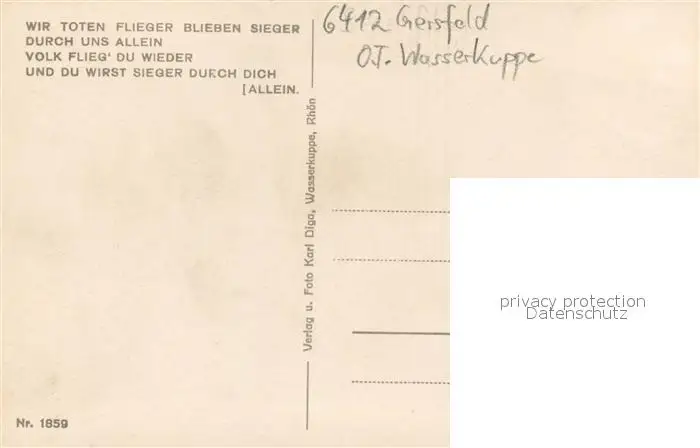 WIR TOTEN FLIEGER BLIEBEN SIEGER
DURCH UNS ALLEIN
VOLK FLIEG' DU WIEDER
UND DU WIRST SIEGER DURCH DICH
[ALLEIN.
6412 Gersfeld
OT. Wasserkuppe
Verlag u. Foto Karl Diga, Wasserkuppe, Rhön
privacy protection
Datenschutz
Nr. 1859